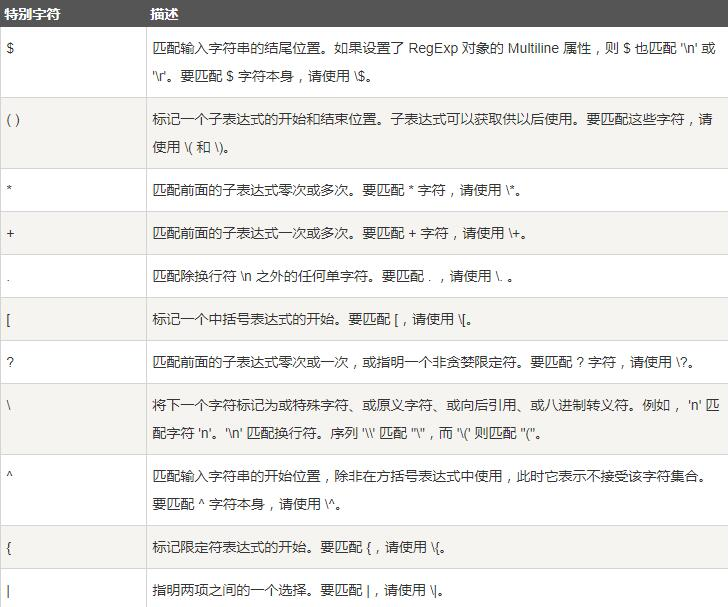 特别字符 描述
$ 匹配输入字符串的结尾位置。如果设置了 RegExp 对象的 Multiline 属性，则 $ 也匹配 '\n' 或
'\r'。要匹配 $ 字符本身，请使用 \$。
( ) 标记一个子表达式的开始和结束位置。子表达式可以获取供以后使用。要匹配这些字符，请
使用 \( 和 \)。
* 匹配前面的子表达式零次或多次。要匹配 * 字符，请使用 \*。
+ 匹配前面的子表达式一次或多次。要匹配 + 字符，请使用 \+。
. 匹配除换行符 \n 之外的任何单字符。要匹配 . ，请使用 \. 。
[ 标记一个中括号表达式的开始。要匹配 [，请使用 \[。
? 匹配前面的子表达式零次或一次，或指明一个非贪婪限定符。要匹配 ? 字符，请使用 \?。
\ 将下一个字符标记为或特殊字符、或原义字符、或向后引用、或八进制转义符。例如， 'n' 匹
配字符 'n'。'\n' 匹配换行符。序列 '\\' 匹配 "\"，而 '\(' 则匹配 "("。
^ 匹配输入字符串的开始位置，除非在方括号表达式中使用，此时它表示不接受该字符集合。
要匹配 ^ 字符本身，请使用 \^。
{ 标记限定符表达式的开始。要匹配 {，请使用 \{。
| 指明两项之间的一个选择。要匹配 |，请使用 \|。